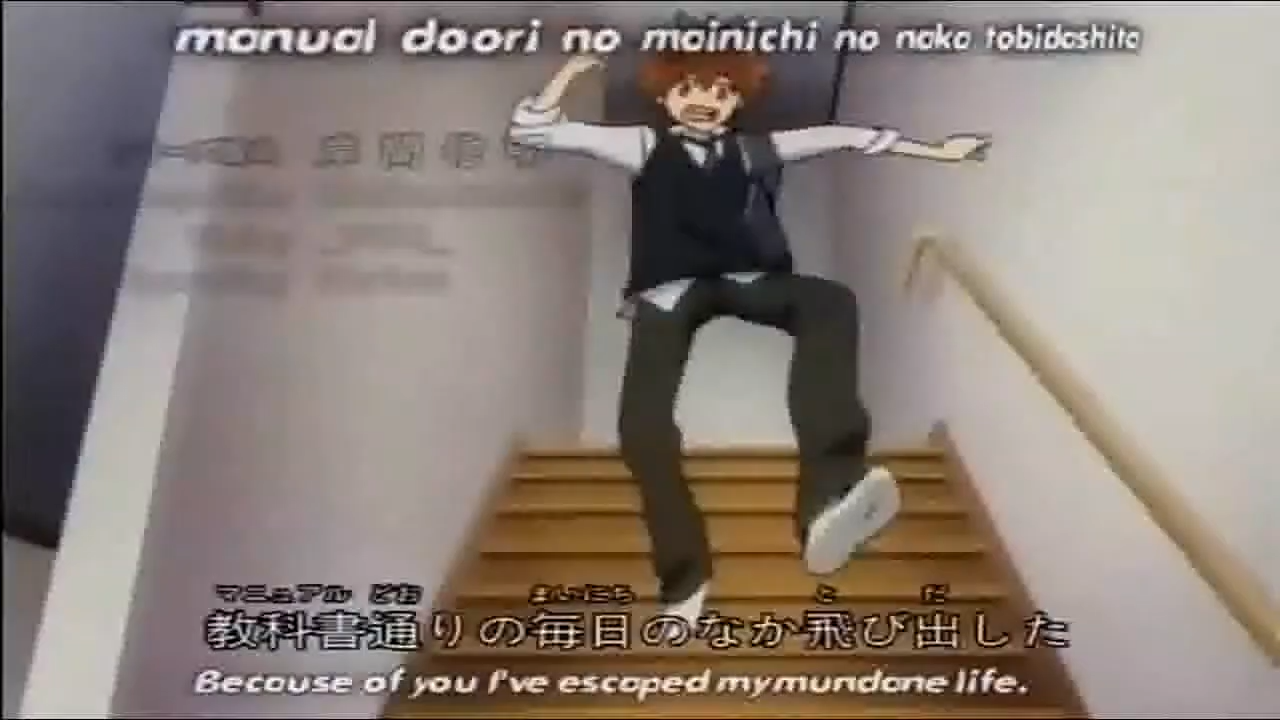 manual doori no mainichi no naka tobidashita
マニュアル どお まいにち と だ
教科書通りの毎日のなか飛び出した
Because of you I've escaped my mundane life.